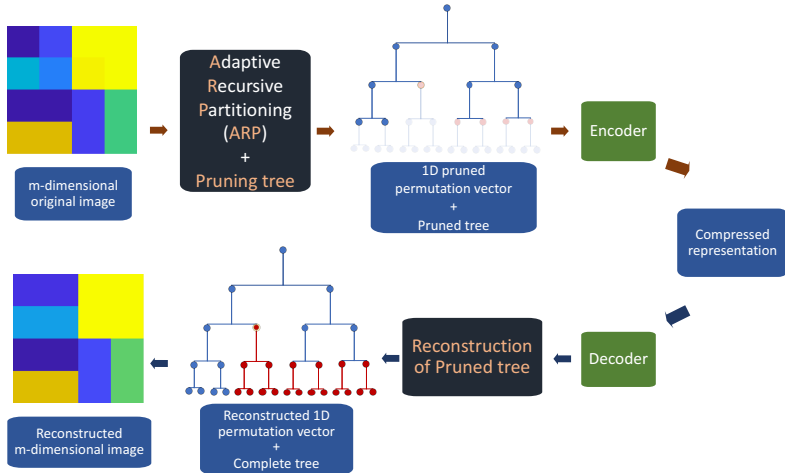 Adaptive
Recursive
Partitioning
(ARP)
+
Pruning tree
Encoder
m-dimensional
original image
1D pruned
permutation vector
+
Pruned tree
Compressed
representation
Reconstruction
of Pruned tree
Decoder
Reconstructed
m-dimensional image
Reconstructed 1D
permutation vector
+
Complete tree